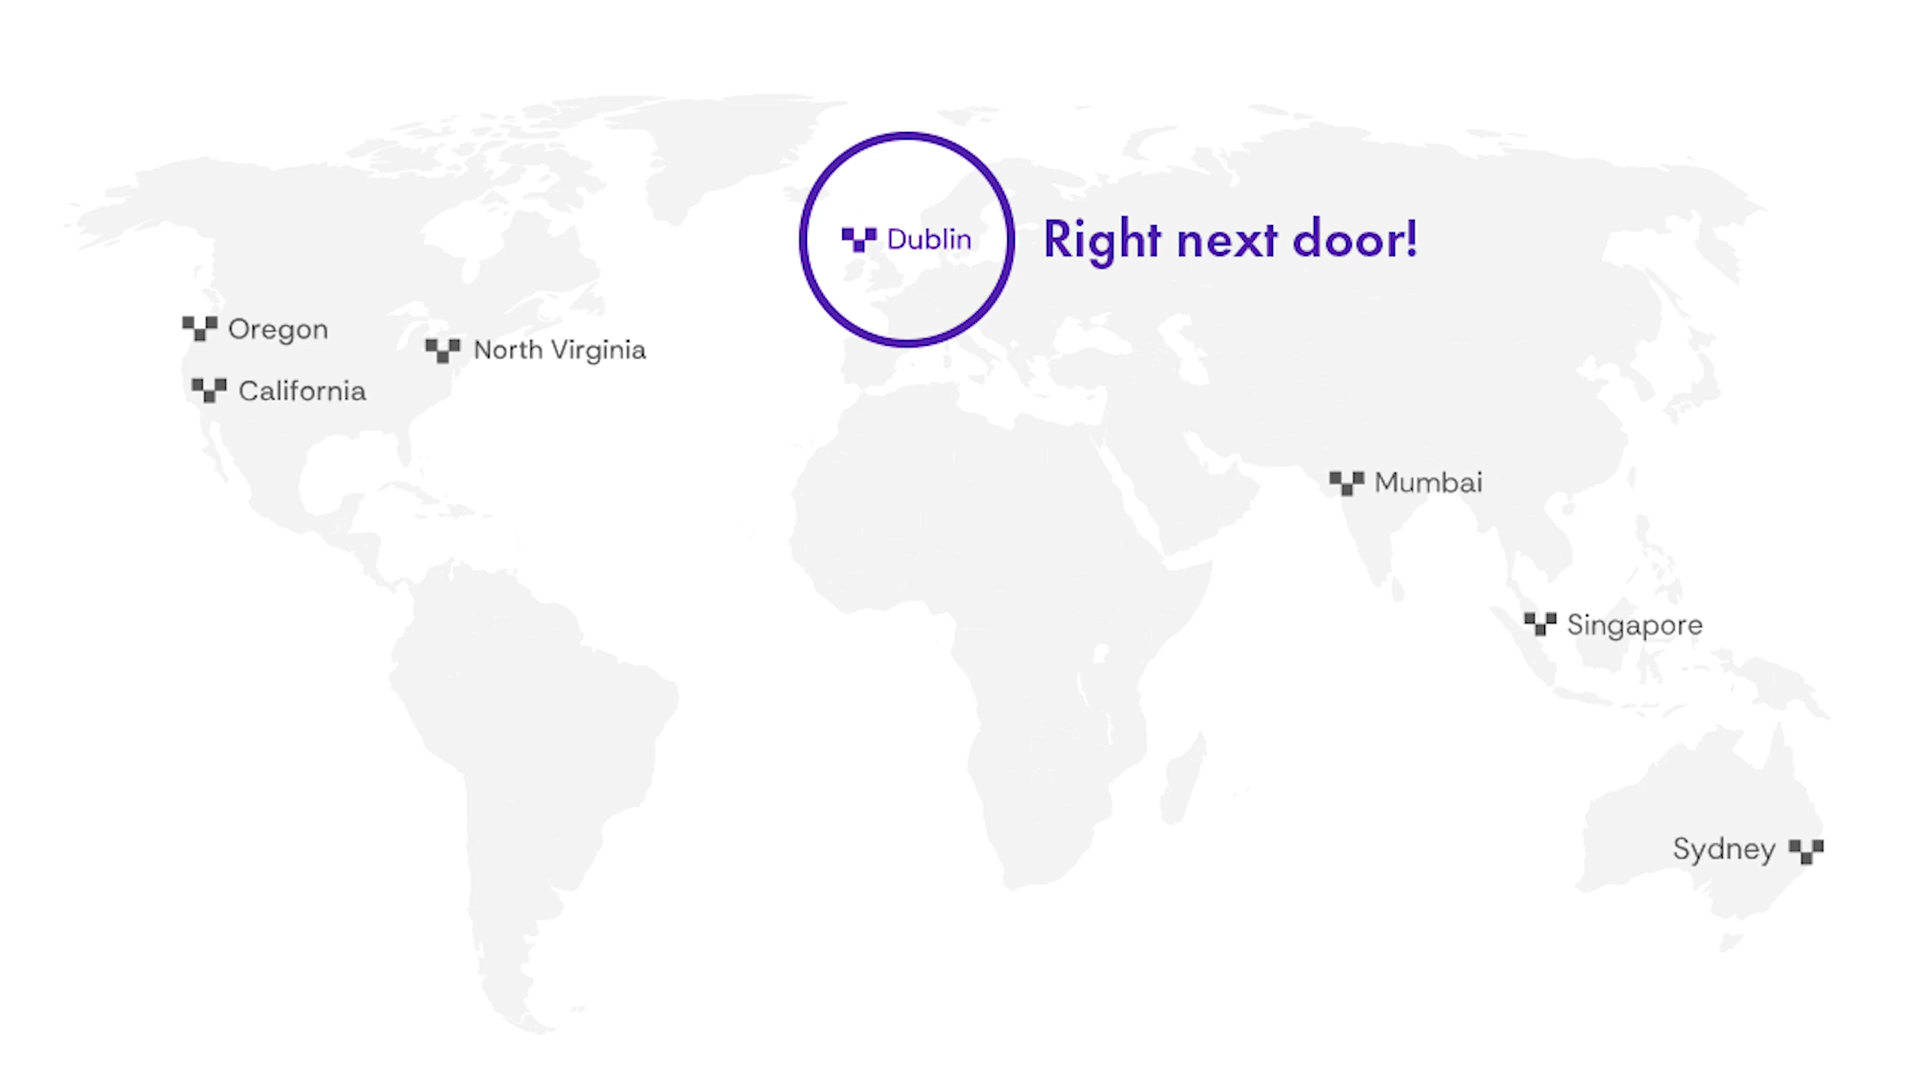 Dublin
Right next door!
Oregon
North Virginia
California
Mumbai
Singapore
Sydney